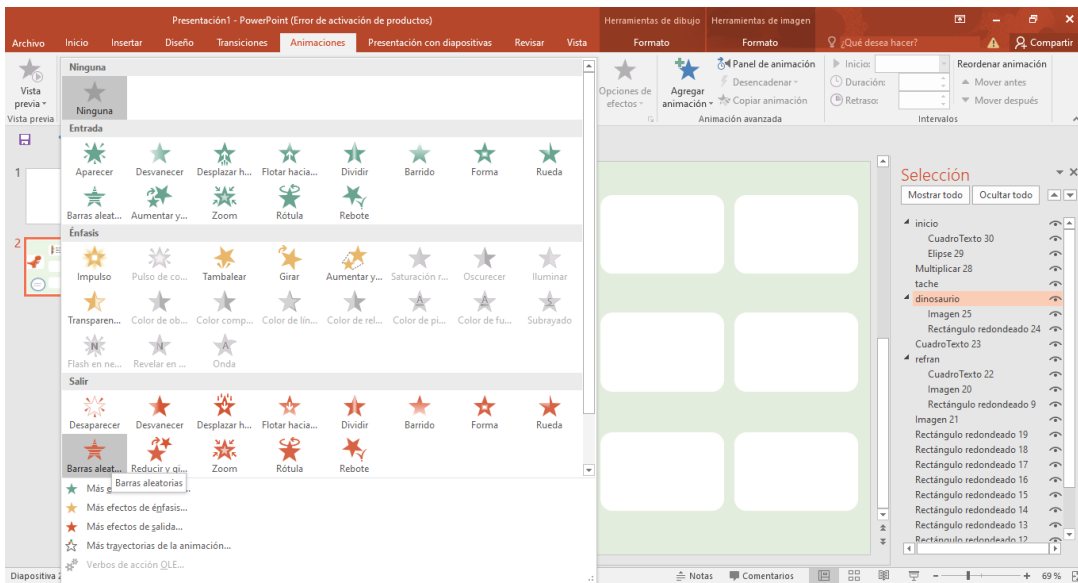 Presentación1 - PowerPoint (Error de activación de productos)
Herramientas de dibujo Herramientas de imagen
Archivo Inicio Insertar Diseño Transiciones Animaciones Presentación con diapositivas Revisar Vista Formato Formato ¿Qué desea hacer? Compartir
Vista previa
Vista previa
Opciones de efectos
Agregar animación
Panel de animación
Desencadenar
Copiar animación
Animación avanzada
Inicio:
Duración:
Retraso:
Reordenar animación
Mover antes
Mover después
Intervalos
Ninguna
Ninguna
Entrada
Aparecer Desvanecer Desplazar h... Flotar hacia... Dividir Barrido Forma Rueda
Barras aleat... Aumentar y... Zoom Rótula Rebote
Énfasis
Impulso Pulso de co... Tambalear Girar Aumentar y... Saturación r... Oscurecer Iluminar
Transparen... Color de ob... Color comp... Color de lín... Color de rel... Color de pi... Color de fu... Subrayado
Flash en ne... Revelar en ... Onda
Salir
Desaparecer Desvanecer Desplazar h... Flotar hacia... Dividir Barrido Forma Rueda
Barras aleat... Reducir y gi... Zoom Rótula Rebote
Barras aleatorias
Más
Más efectos de énfasis...
Más efectos de salida...
Más trayectorias de la animación...
Verbos de acción OLE...
1
2
Selección
Mostrar todo Ocultar todo
inicio
CuadroTexto 30
Elipse 29
Multiplicar 28
tache
dinosaurio
Imagen 25
Rectángulo redondeado 24
CuadroTexto 23
refran
CuadroTexto 22
Imagen 20
Rectángulo redondeado 9
Imagen 21
Rectángulo redondeado 19
Rectángulo redondeado 18
Rectángulo redondeado 17
Rectángulo redondeado 16
Rectángulo redondeado 15
Rectángulo redondeado 14
Rectángulo redondeado 13
Rectángulo redondeado 12
Diapositiva 2 Notas Comentarios 69 %